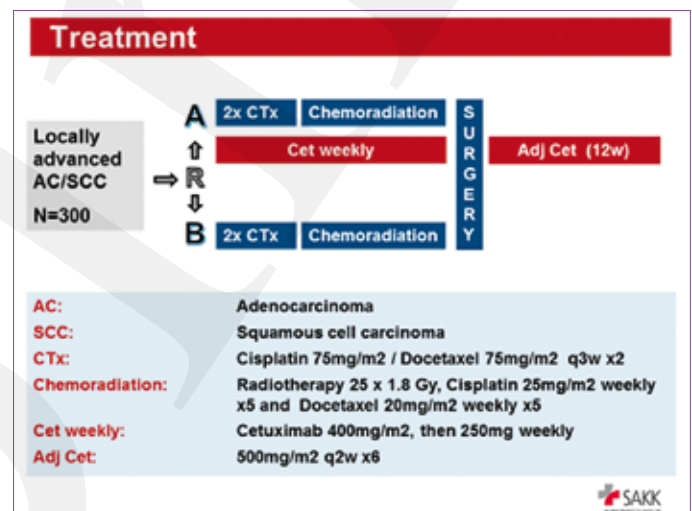 Treatment
Locally
advanced
AC/SCC
N=300
R
A
2x CTx
Chemoradiation
Cet weekly
B
2x CTx
Chemoradiation
SURGERY
Adj Cet (12w)
AC: Adenocarcinoma
SCC: Squamous cell carcinoma
CTx: Cisplatin 75mg/m2 / Docetaxel 75mg/m2 q3w x2
Chemoradiation: Radiotherapy 25 x 1.8 Gy, Cisplatin 25mg/m2 weekly
x5 and Docetaxel 20mg/m2 weekly x5
Cet weekly: Cetuximab 400mg/m2, then 250mg weekly
Adj Cet: 500mg/m2 q2w x6
SAKK